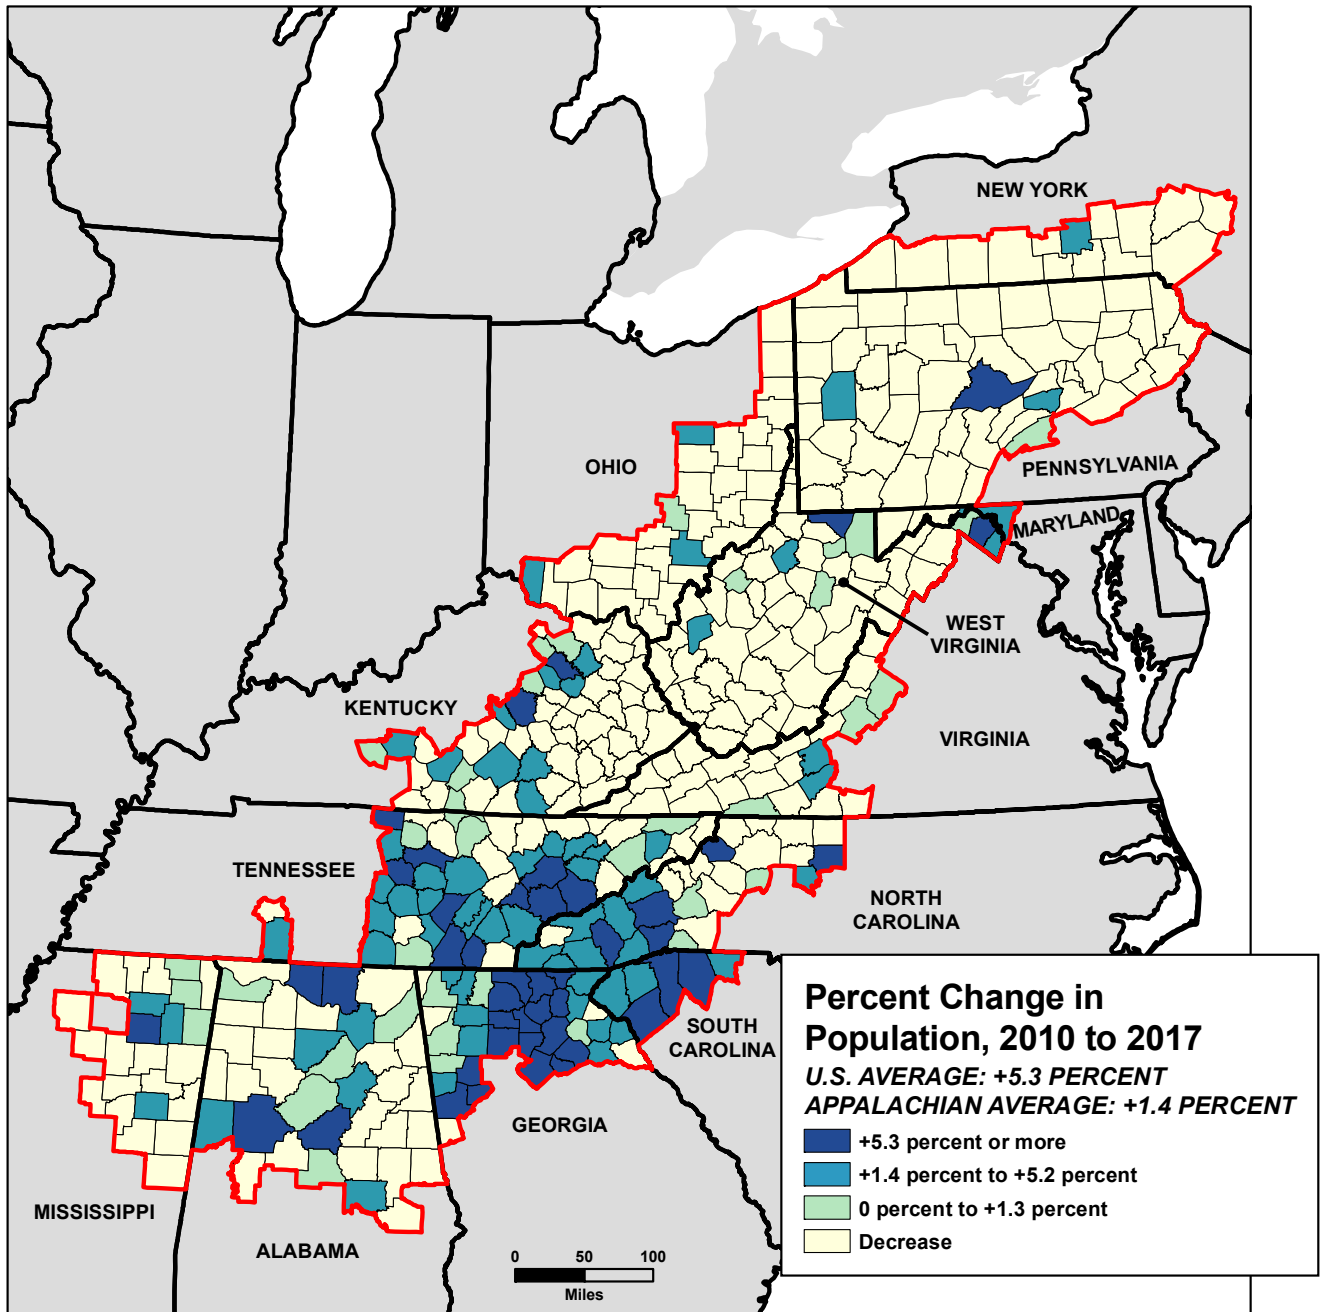 NEW YORK
OHIO
PENNSYLVANIA
MARYLAND
WEST
VIRGINIA
KENTUCKY
VIRGINIA
TENNESSEE
NORTH
CAROLINA
SOUTH
CAROLINA
GEORGIA
MISSISSIPPI
ALABAMA
Percent Change in
Population, 2010 to 2017
U.S. AVERAGE: +5.3 PERCENT
APPALACHIAN AVERAGE: +1.4 PERCENT
+5.3 percent or more
+1.4 percent to +5.2 percent
0 percent to +1.3 percent
Decrease
0 50 100
Miles